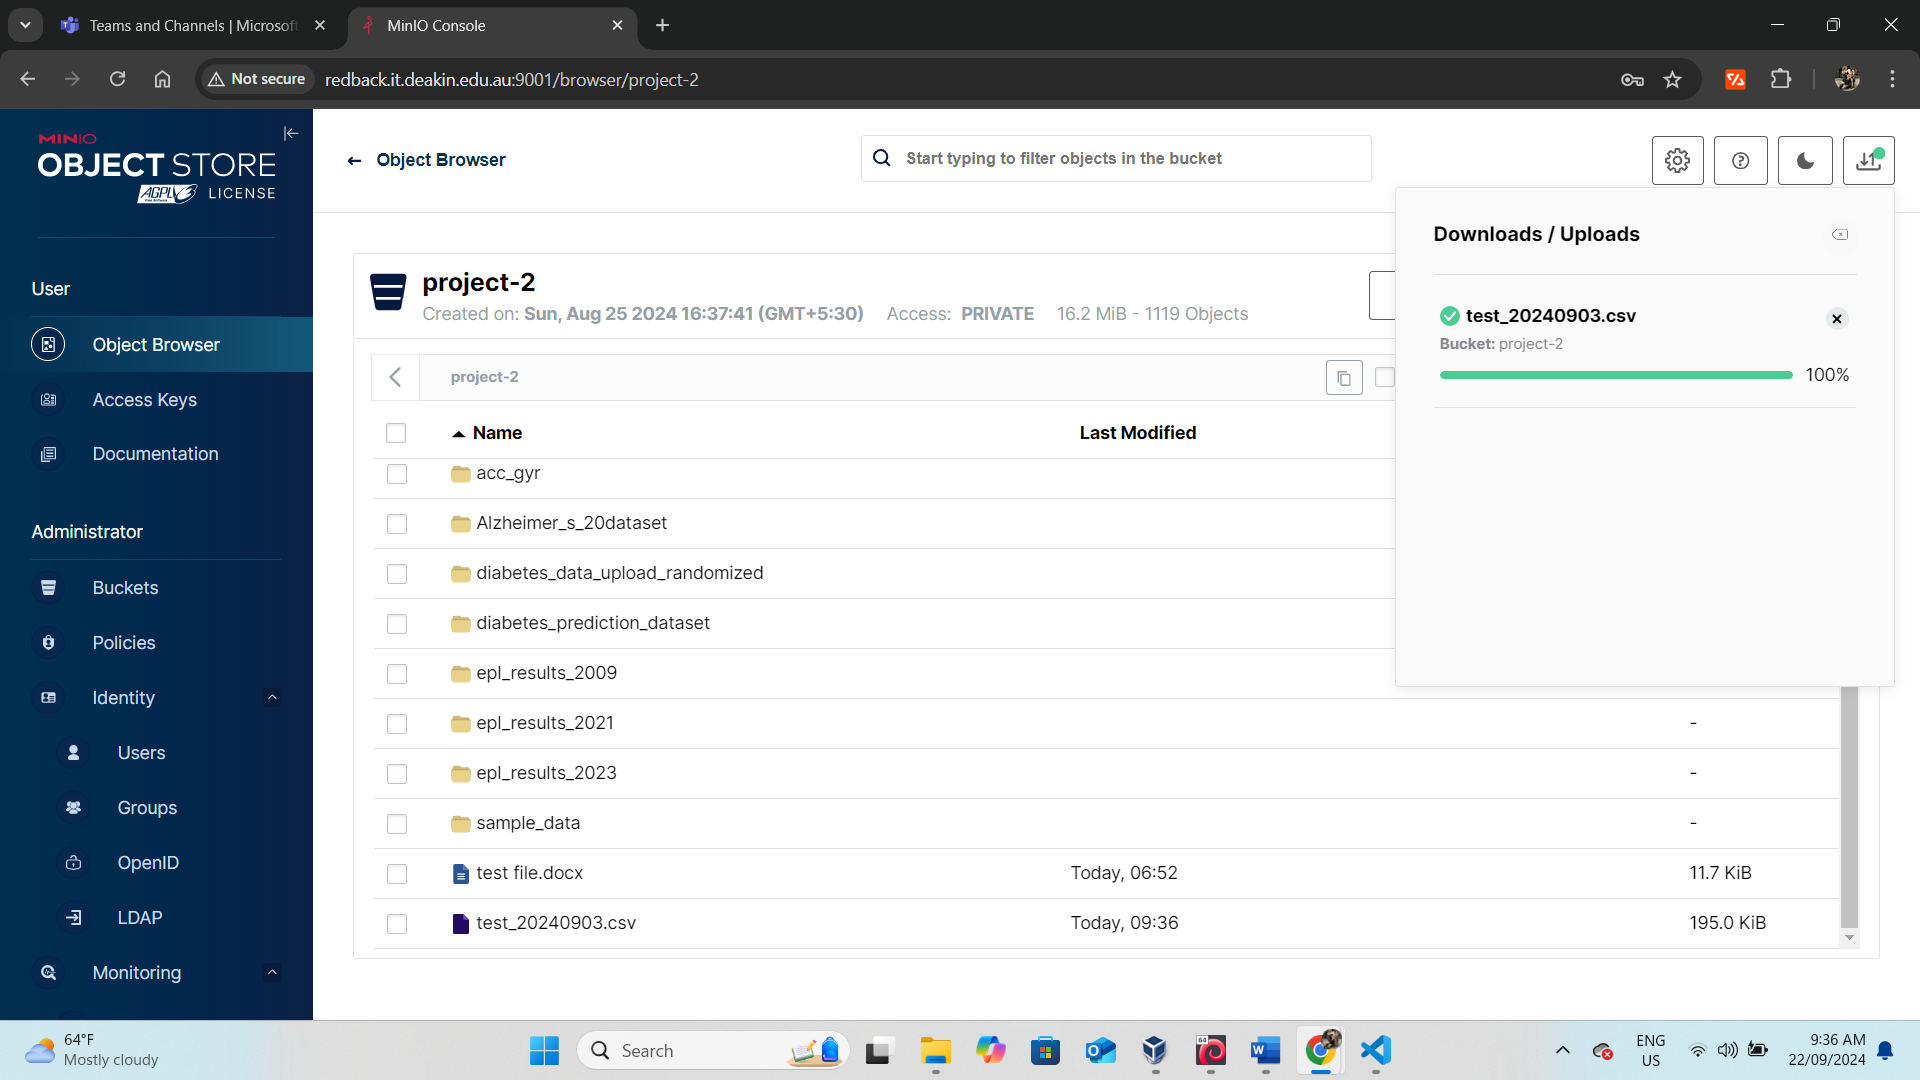 Teams and Channels | Microsoft
MinIO Console
Not secure
redback.it.deakin.edu.au:9001/browser/project-2
MINIO
OBJECT STORE
AGPLV3 LICENSE
Object Browser
Start typing to filter objects in the bucket
User
Object Browser
Access Keys
Documentation
Administrator
Buckets
Policies
Identity
Users
Groups
OpenID
LDAP
Monitoring
project-2
Created on: Sun, Aug 25 2024 16:37:41 (GMT+5:30) Access: PRIVATE 16.2 MiB - 1119 Objects
project-2
Name Last Modified
acc_gyr
Alzheimer_s_20dataset
diabetes_data_upload_randomized
diabetes_prediction_dataset
epl_results_2009
epl_results_2021 -
epl_results_2023 -
sample_data -
test file.docx Today, 06:52 11.7 KiB
test_20240903.csv Today, 09:36 195.0 KiB
Downloads / Uploads
test_20240903.csv
Bucket: project-2
100%
64°F
Mostly cloudy
Search
ENG
US
9:36 AM
22/09/2024